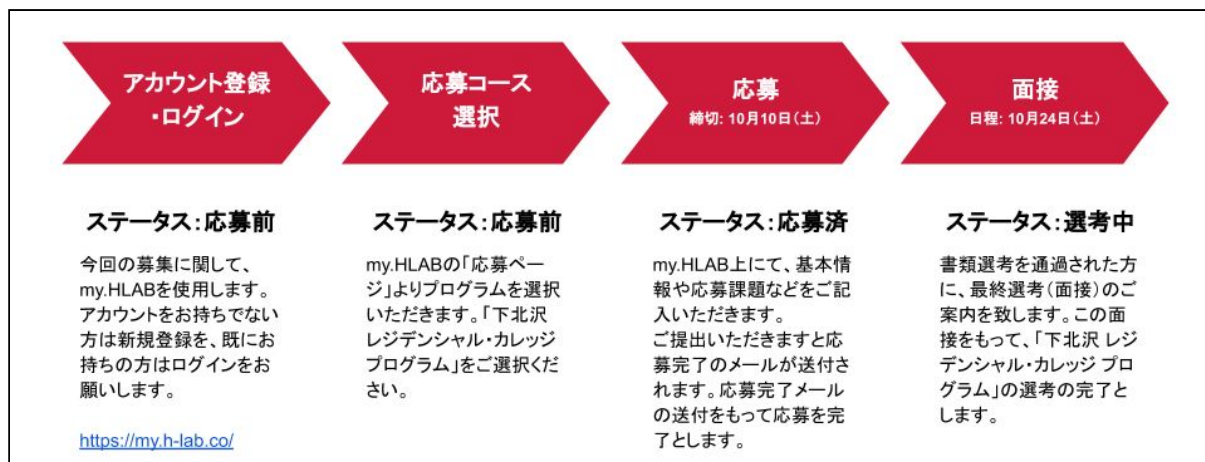 アカウント登録
・ログイン
応募コース
選択
応募
締切: 10月10日(土)
面接
日程: 10月24日(土)
ステータス:応募前
今回の募集に関して、
my.HLABを使用します。
アカウントをお持ちでない
方は新規登録を、既にお
持ちの方はログインをお
願いします。
https://my.h-lab.co/
ステータス:応募前
my.HLABの「応募ペー
ジ」よりプログラムを選択
いただきます。「下北沢
レジデンシャル・カレッジ
プログラム」をご選択くだ
さい。
ステータス:応募済
my.HLAB上にて、基本情
報や応募課題などをご記
入いただきます。
ご提出いただきますと応
募完了のメールが送付さ
れます。応募完了メール
の送付をもって応募を完
了とします。
ステータス:選考中
書類選考を通過された方
に、最終選考(面接)のご
案内を致します。この面
接をもって、「下北沢 レジ
デンシャル・カレッジ プロ
グラム」の選考の完了と
します。